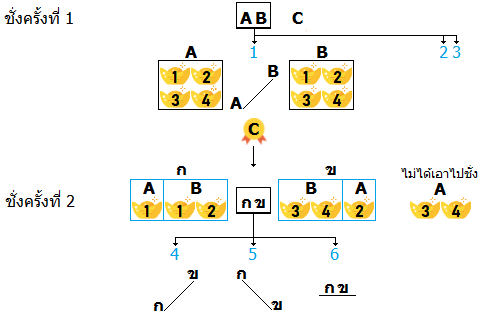 ชั่งครั้งที่ 1
A B C
1 2 3
A B
1 2 1 2
3 4 3 4
A B
C
ก ข ไม่ได้เอาไปชั่ง
ชั่งครั้งที่ 2
A B ก ข B A A
1 1 2 3 4 2 3 4
4 5 6
ข ก ก ข
ก ข